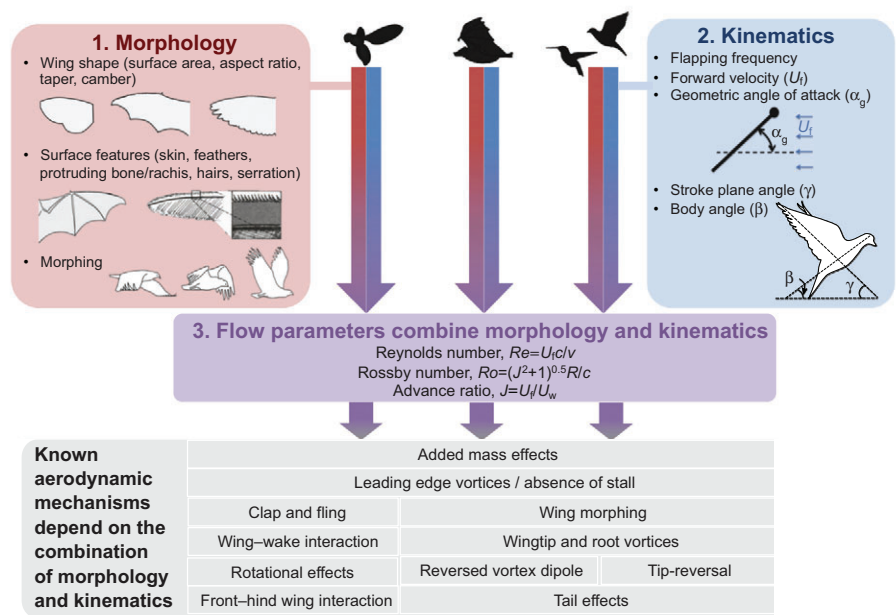 1. Morphology
• Wing shape (surface area, aspect ratio,
taper, camber)
• Surface features (skin, feathers,
protruding bone/rachis, hairs, serration)
• Morphing
2. Kinematics
• Flapping frequency
• Forward velocity (Uf)
• Geometric angle of attack (αg)
Uf
αg
• Stroke plane angle (γ)
• Body angle (β)
β
γ
3. Flow parameters combine morphology and kinematics
Reynolds number, Re=Ufc/ν
Rossby number, Ro=(J²+1)⁰·⁵R/c
Advance ratio, J=Uf/Uw
Known
aerodynamic
mechanisms
depend on the
combination
of morphology
and kinematics
Added mass effects
Leading edge vortices / absence of stall
Clap and fling
Wing morphing
Wing–wake interaction
Wingtip and root vortices
Rotational effects
Reversed vortex dipole
Tip-reversal
Front–hind wing interaction
Tail effects